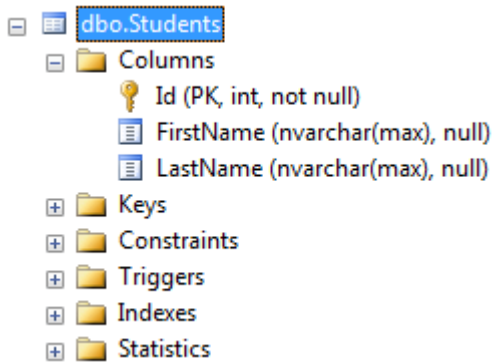 dbo.Students
Columns
Id (PK, int, not null)
FirstName (nvarchar(max), null)
LastName (nvarchar(max), null)
Keys
Constraints
Triggers
Indexes
Statistics